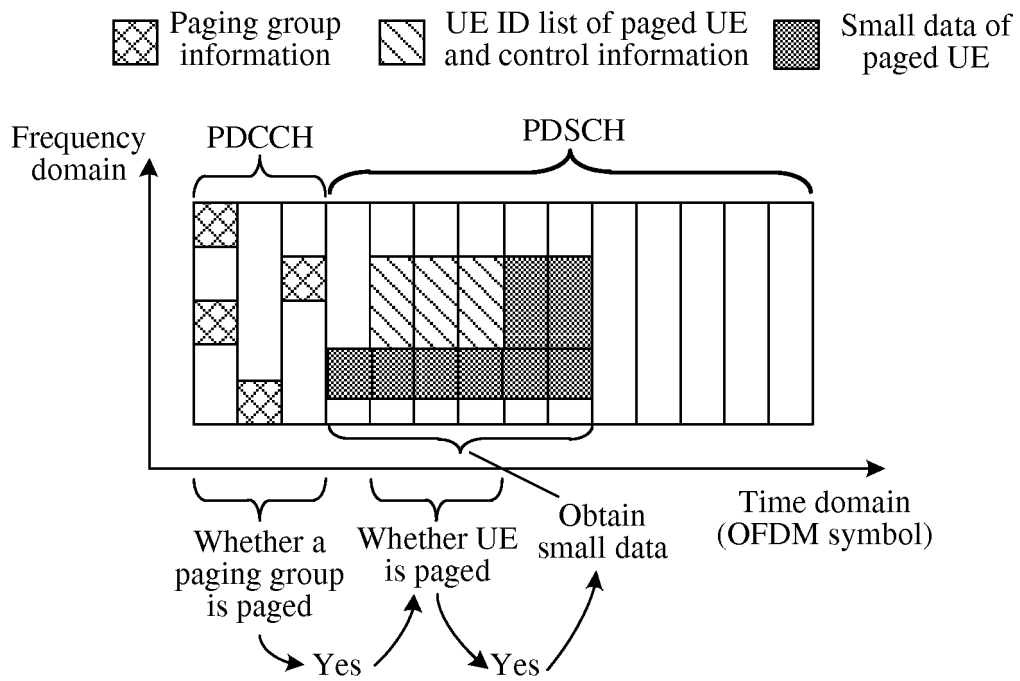 Paging group
information
UE ID list of paged UE
and control information
Small data of
paged UE
Frequency
domain
PDCCH
PDSCH
Time domain
(OFDM symbol)
Whether a
paging group
is paged
Whether UE
is paged
Obtain
small data
Yes
Yes